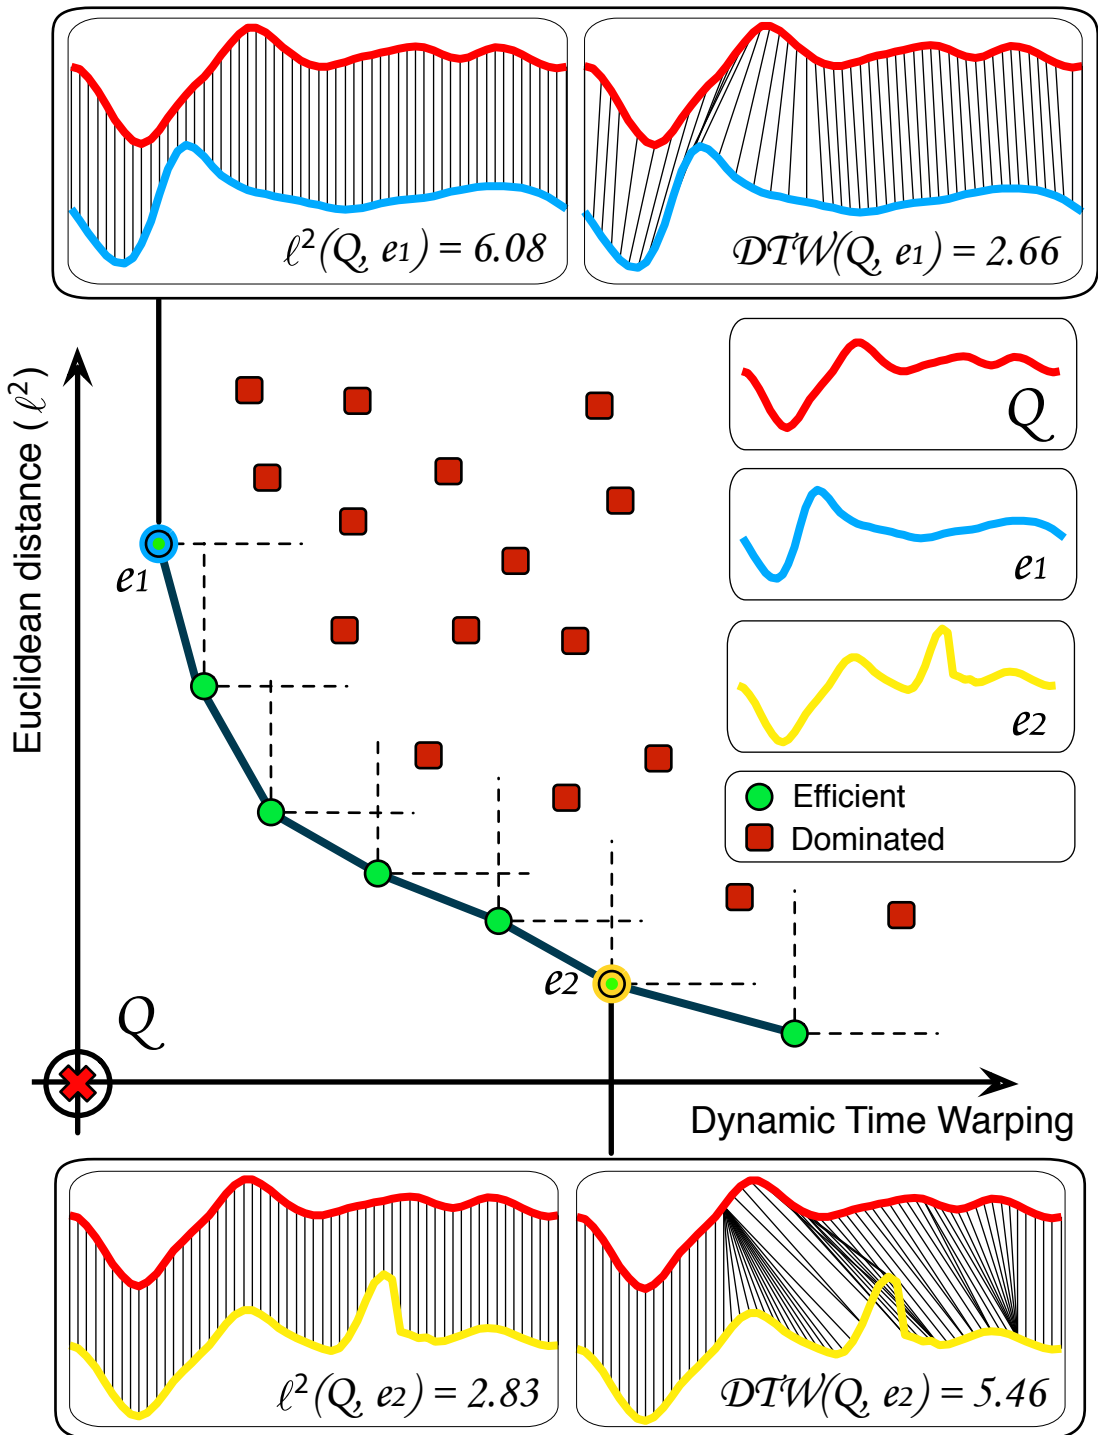 ℓ²(Q, e1) = 6.08
DTW(Q, e1) = 2.66
Euclidean distance (ℓ²)
Q
e1
e1
e2
Efficient
Dominated
e2
Q
Dynamic Time Warping
ℓ²(Q, e2) = 2.83
DTW(Q, e2) = 5.46